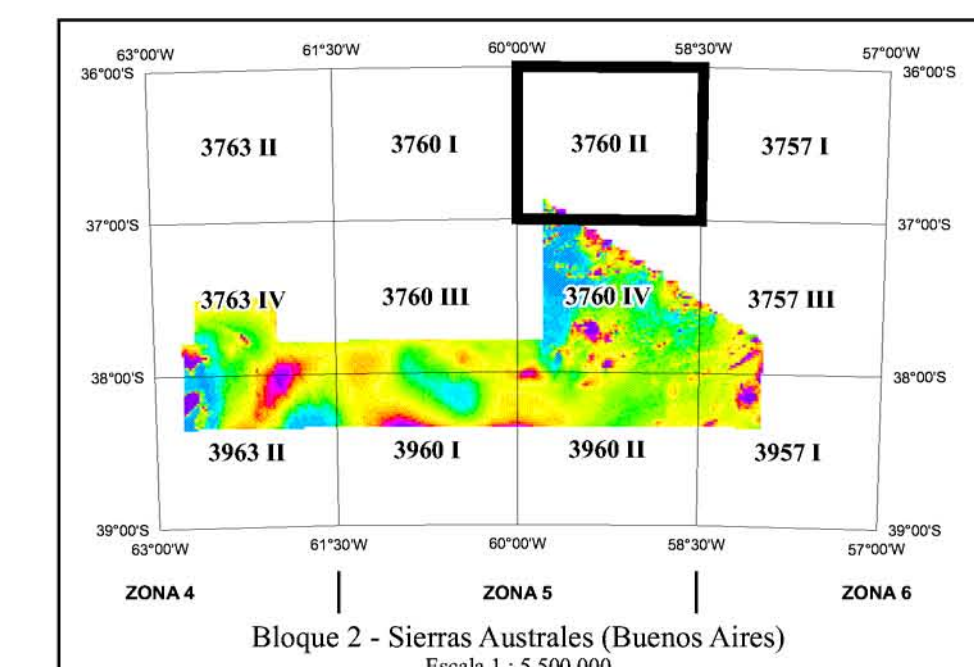 63°00'W 61°30'W 60°00'W 58°30'W 57°00'W
36°00'S 36°00'S
3763 II 3760 I 3760 II 3757 I
37°00'S 37°00'S
3763 IV 3760 III 3760 IV 3757 III
38°00'S 38°00'S
3963 II 3960 I 3960 II 3957 I
39°00'S 39°00'S
63°00'W 61°30'W 60°00'W 58°30'W 57°00'W
ZONA 4 ZONA 5 ZONA 6
Bloque 2 - Sierras Australes (Buenos Aires)
Escala 1 : 5.500.000